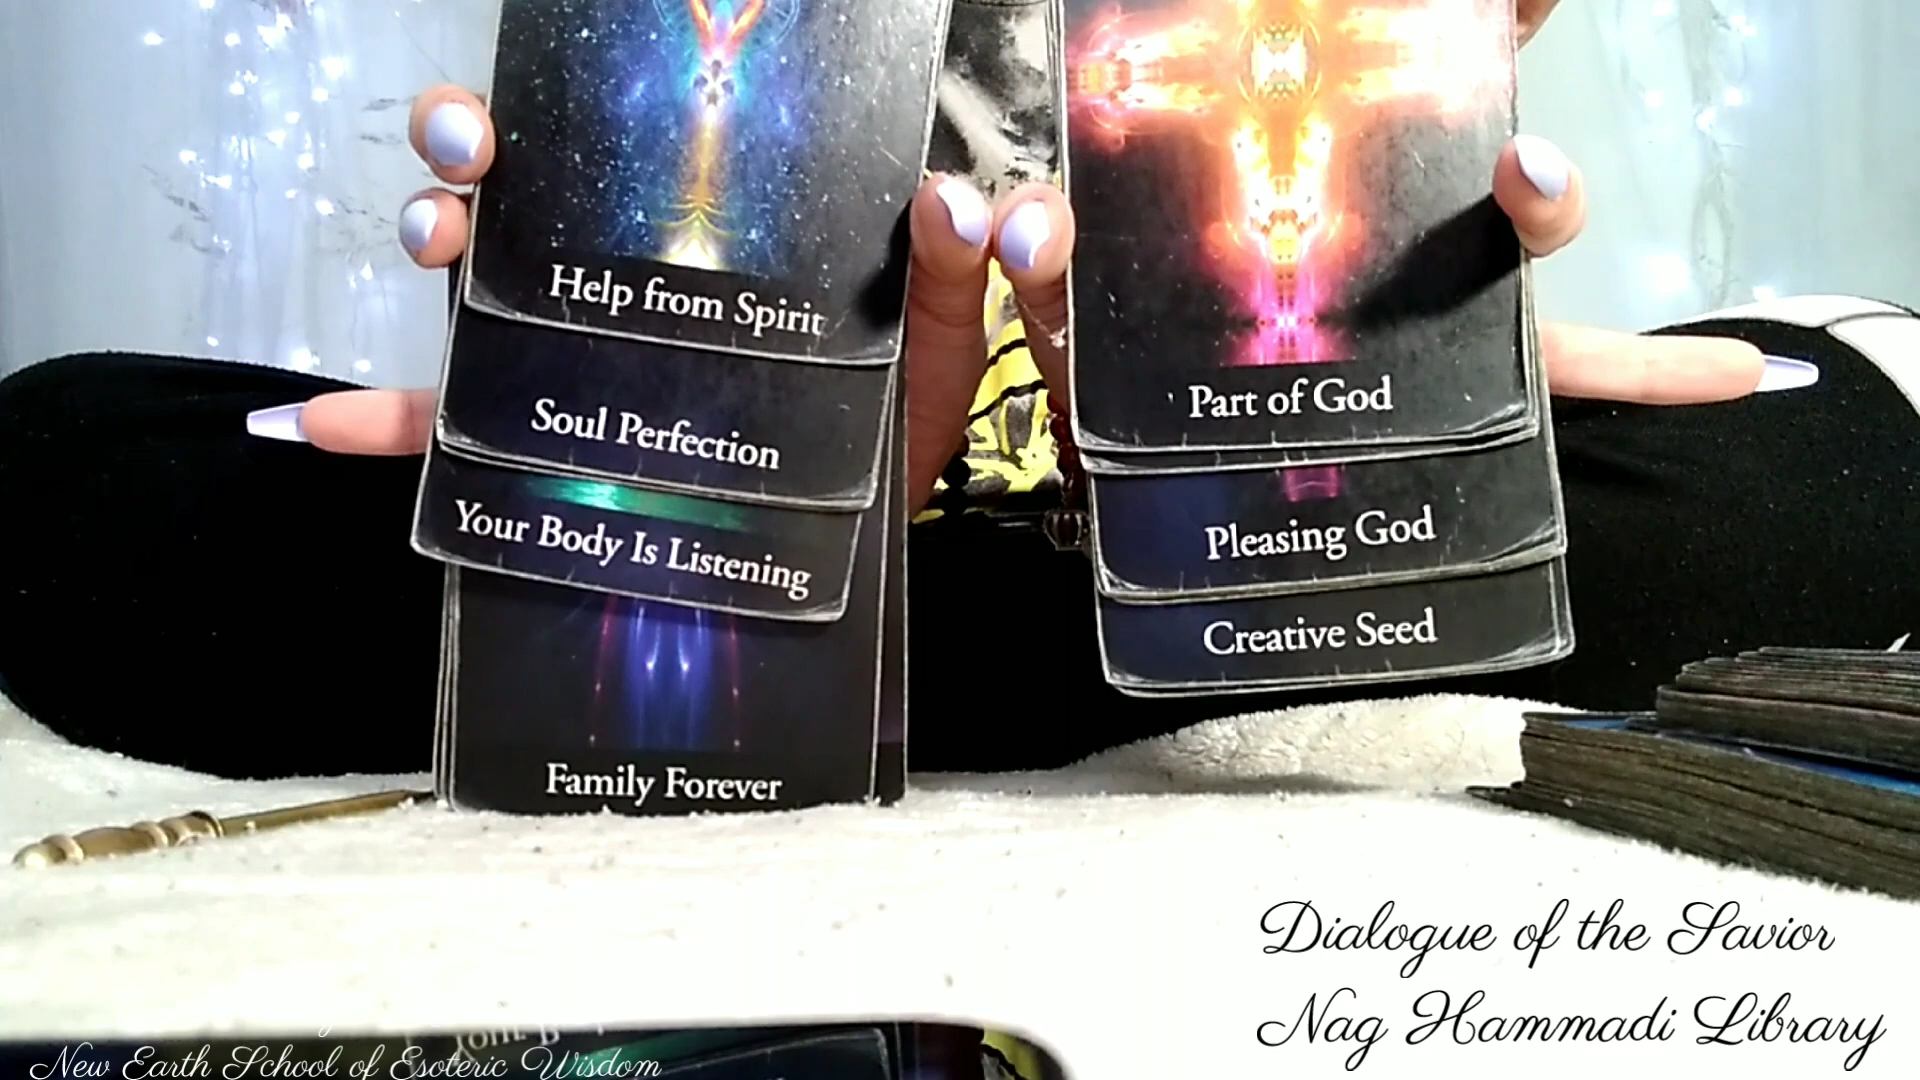 Help from Spirit
Soul Perfection
Your Body Is Listening
Family Forever
Part of God
Pleasing God
Creative Seed
Dialogue of the Savior
Nag Hammadi Library
New Earth School of Esoteric Wisdom